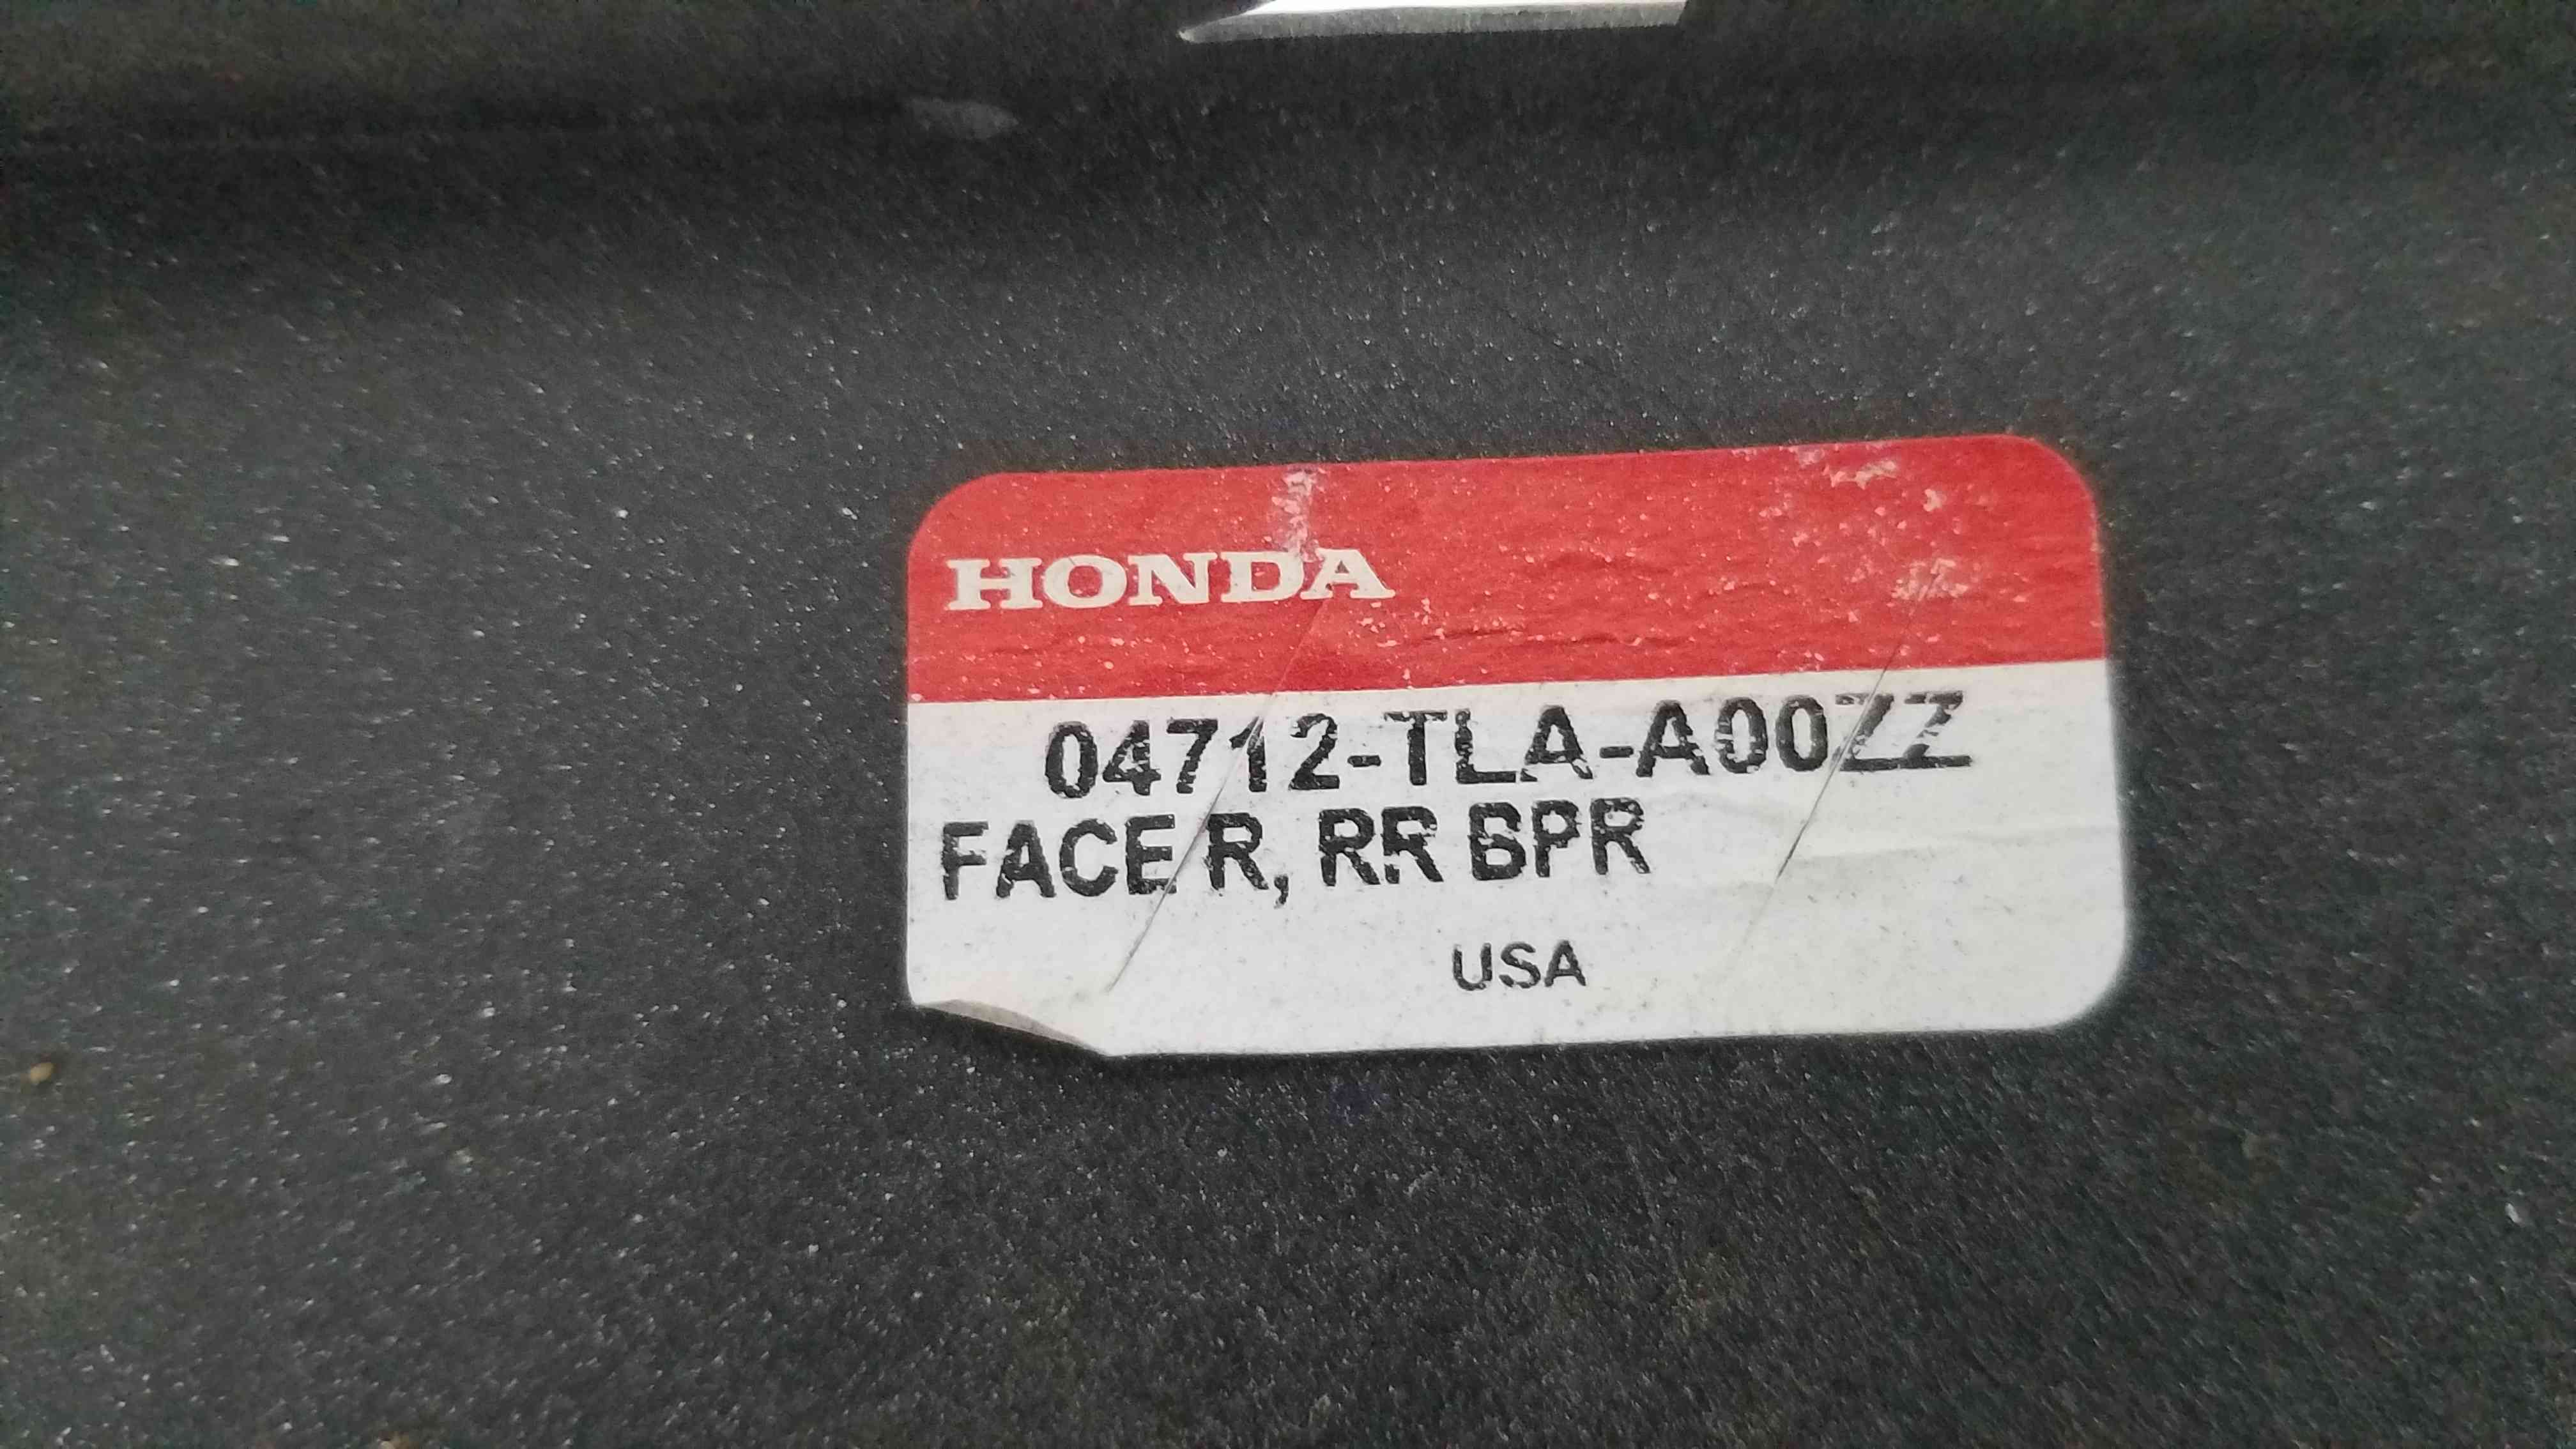 HONDA
04712-TLA-A00ZZ
FACE R, RR BPR
USA